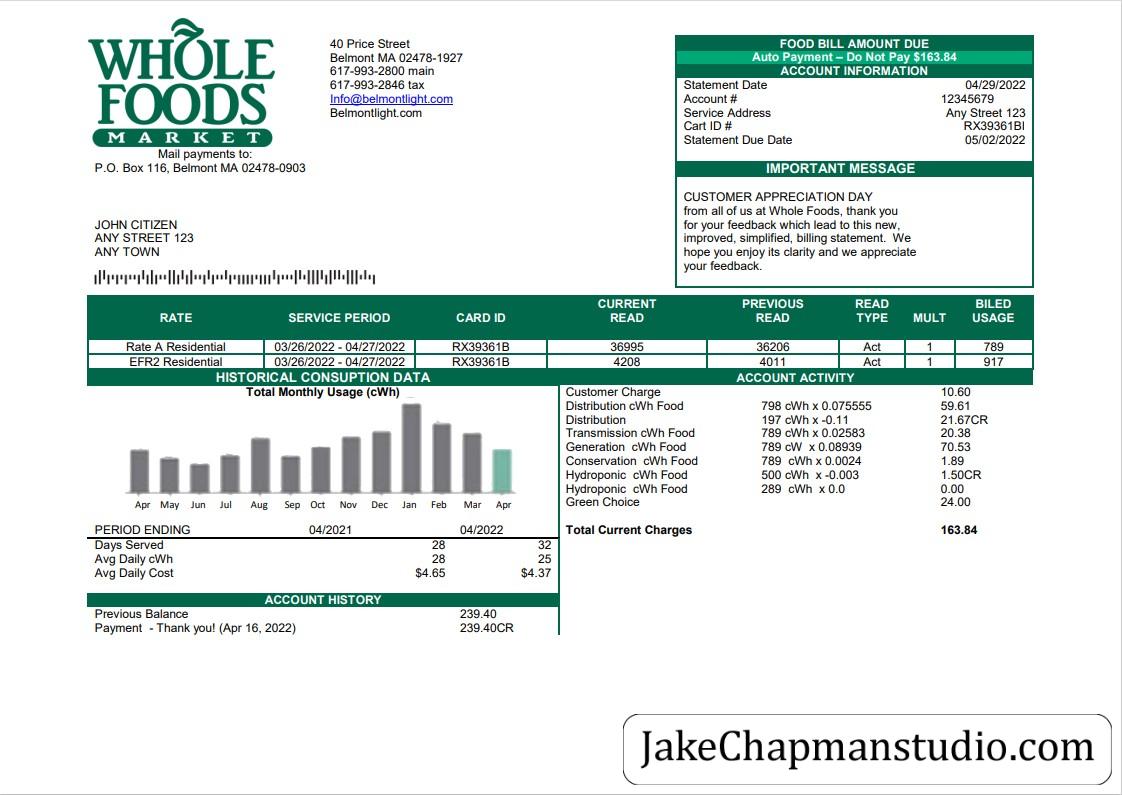 WHOLE
FOODS
MARKET
Mail payments to:
P.O. Box 116, Belmont MA 02478-0903
40 Price Street
Belmont MA 02478-1927
617-993-2800 main
617-993-2846 tax
Info@belmontlight.com
Belmontlight.com
FOOD BILL AMOUNT DUE
Auto Payment – Do Not Pay $163.84
ACCOUNT INFORMATION
Statement Date 04/29/2022
Account # 12345679
Service Address Any Street 123
Cart ID # RX39361BI
Statement Due Date 05/02/2022
IMPORTANT MESSAGE
CUSTOMER APPRECIATION DAY
from all of us at Whole Foods, thank you
for your feedback which lead to this new,
improved, simplified, billing statement. We
hope you enjoy its clarity and we appreciate
your feedback.
JOHN CITIZEN
ANY STREET 123
ANY TOWN
RATE SERVICE PERIOD CARD ID CURRENT READ PREVIOUS READ READ TYPE MULT BILED USAGE
Rate A Residential 03/26/2022 - 04/27/2022 RX39361B 36995 36206 Act 1 789
EFR2 Residential 03/26/2022 - 04/27/2022 RX39361B 4208 4011 Act 1 917
HISTORICAL CONSUPTION DATA
Total Monthly Usage (cWh)
Apr May Jun Jul Aug Sep Oct Nov Dec Jan Feb Mar Apr
PERIOD ENDING 04/2021 04/2022
Days Served 28 32
Avg Daily cWh 28 25
Avg Daily Cost $4.65 $4.37
ACCOUNT HISTORY
Previous Balance 239.40
Payment - Thank you! (Apr 16, 2022) 239.40CR
ACCOUNT ACTIVITY
Customer Charge 10.60
Distribution cWh Food 798 cWh x 0.075555 59.61
Distribution 197 cWh x -0.11 21.67CR
Transmission cWh Food 789 cWh x 0.02583 20.38
Generation cWh Food 789 cW x 0.08939 70.53
Conservation cWh Food 789 cWh x 0.0024 1.89
Hydroponic cWh Food 500 cWh x -0.003 1.50CR
Hydroponic cWh Food 289 cWh x 0.0 0.00
Green Choice 24.00
Total Current Charges 163.84
JakeChapmanstudio.com